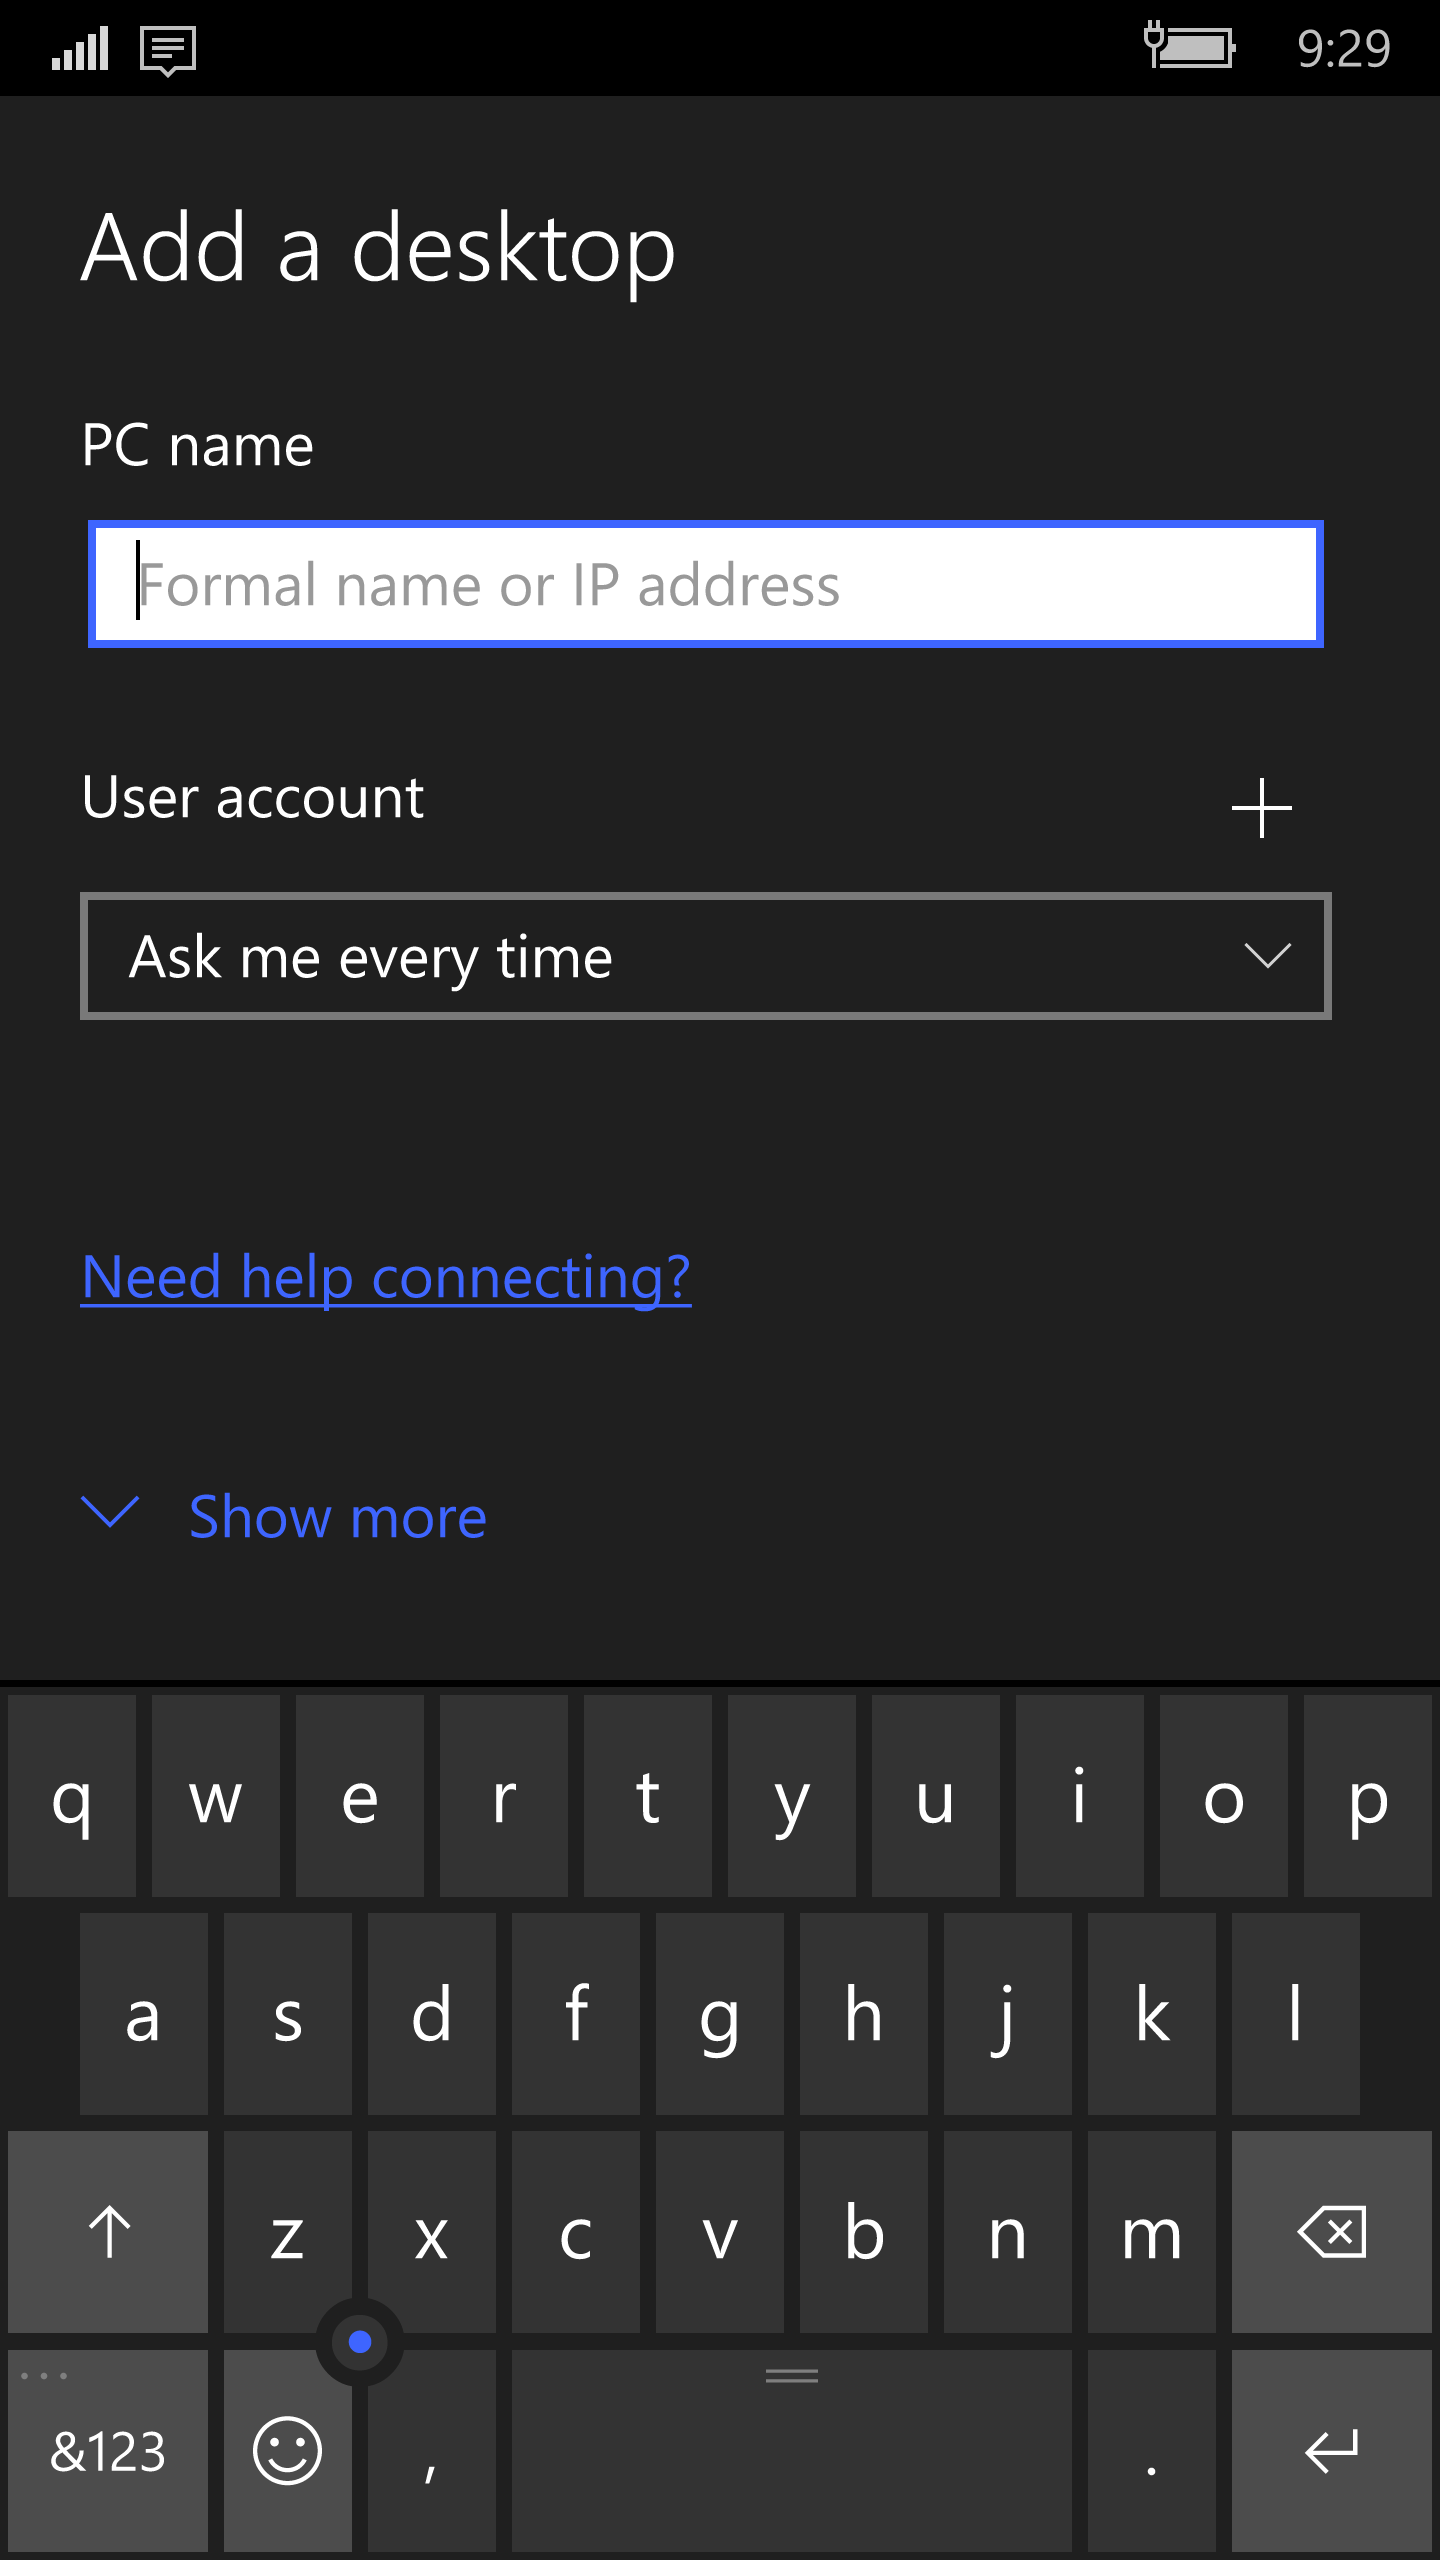 9:29
Add a desktop
PC name
Formal name or IP address
User account
Ask me every time
Need help connecting?
Show more
q w e r t y u i o p
a s d f g h j k l
z x c v b n m
&123 , .